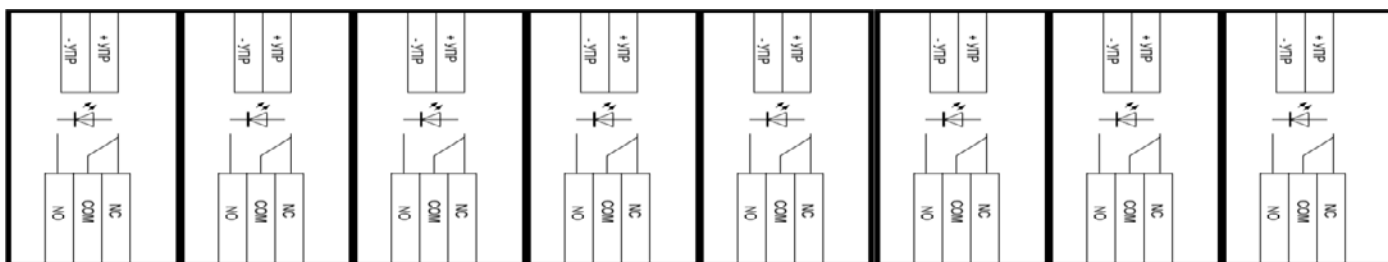 - УПР + УПР - УПР + УПР - УПР + УПР - УПР + УПР - УПР + УПР - УПР + УПР - УПР + УПР - УПР + УПР
NO COM NC NO COM NC NO COM NC NO COM NC NO COM NC NO COM NC NO COM NC NO COM NC